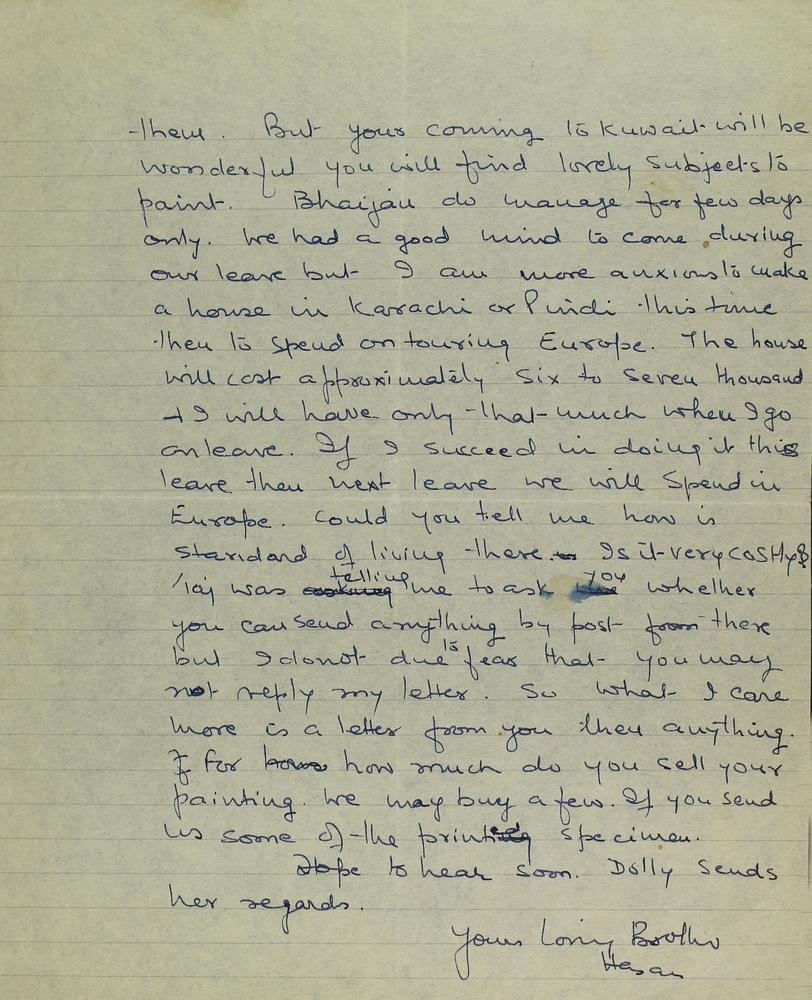 them. But your coming to Kuwait will be
wonderful you will find lovely subjects to
paint. Bhaijan do manage for few days
only. We had a good mind to come during
our leave but I am more anxious to make
a house in Karachi or Pindi this time
then to spend on touring Europe. The house
will cost approximately six to seven thousand
+ I will have only that much when I go
on leave. If I succeed in doing it this
leave then next leave we will spend in
Europe. Could you tell me how is
standard of living there. Is it very costly?
telling you
Taj was me to ask whether
you can send anything by post from there
to
but I do not due fear that you may
not reply my letter. So what I care
more is a letter from you then anything.
For how much do you sell your
painting. We may buy a few. If you send
us some of the printed specimen.
Hope to hear soon. Dolly sends
her regards.
Yours loving Brother
Hasan